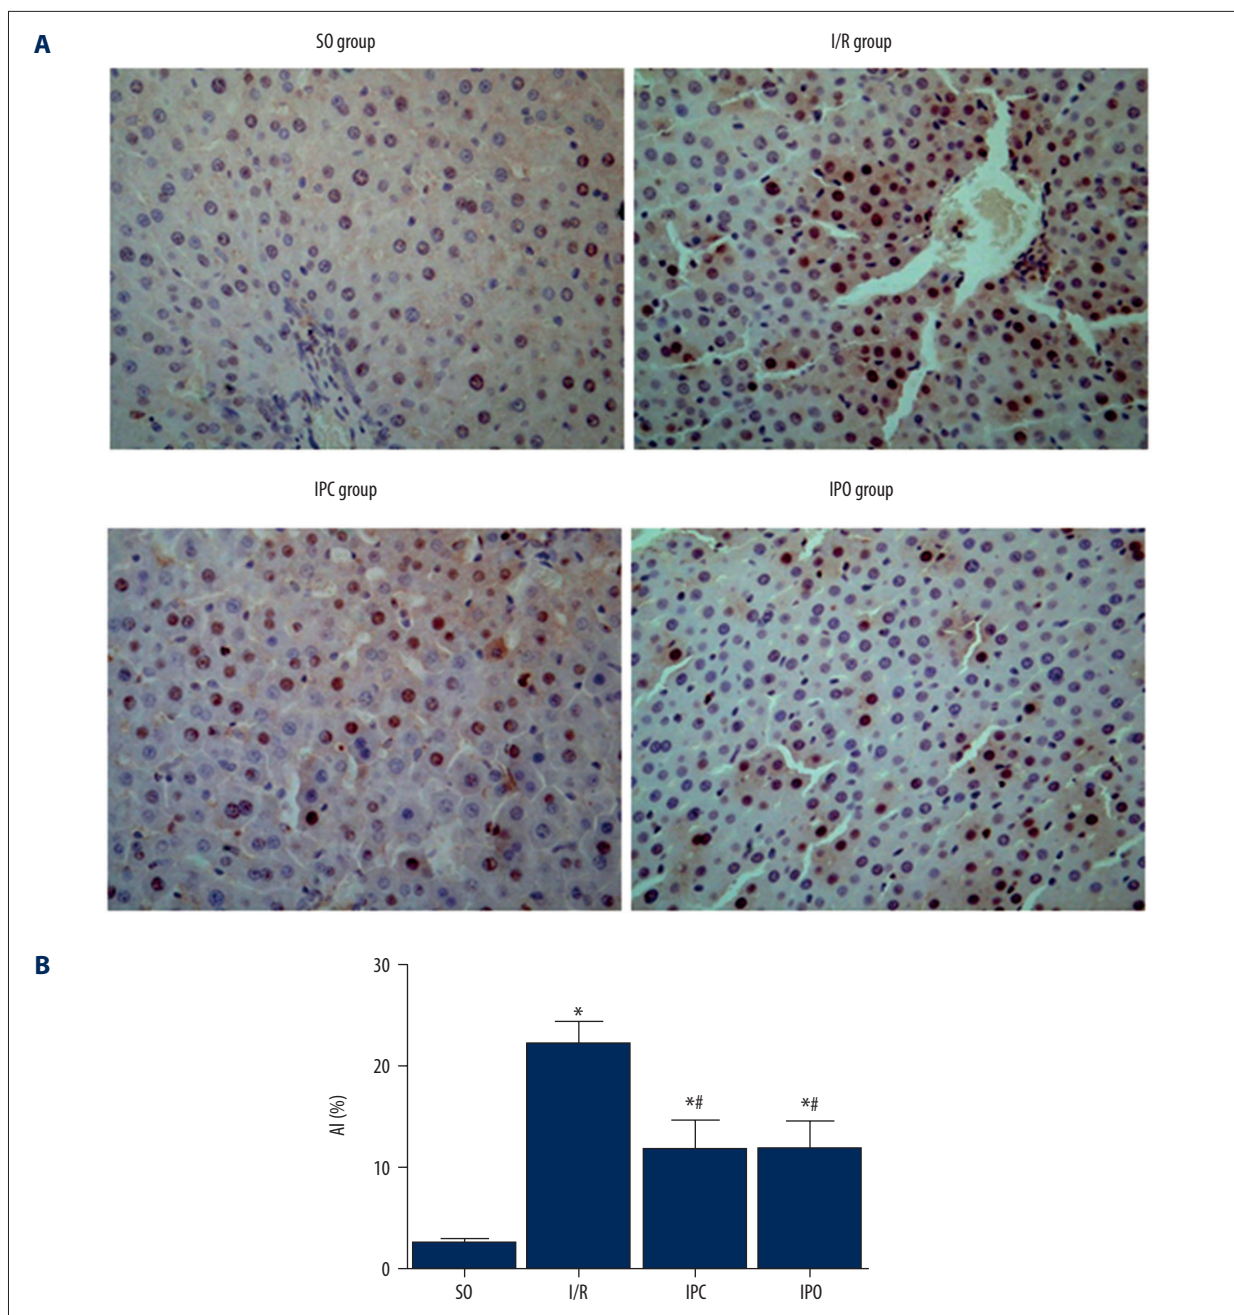 A
SO group
I/R group
IPC group
IPO group
B
30
20
10
0
AI (%)
*
*#
*#
SO
I/R
IPC
IPO